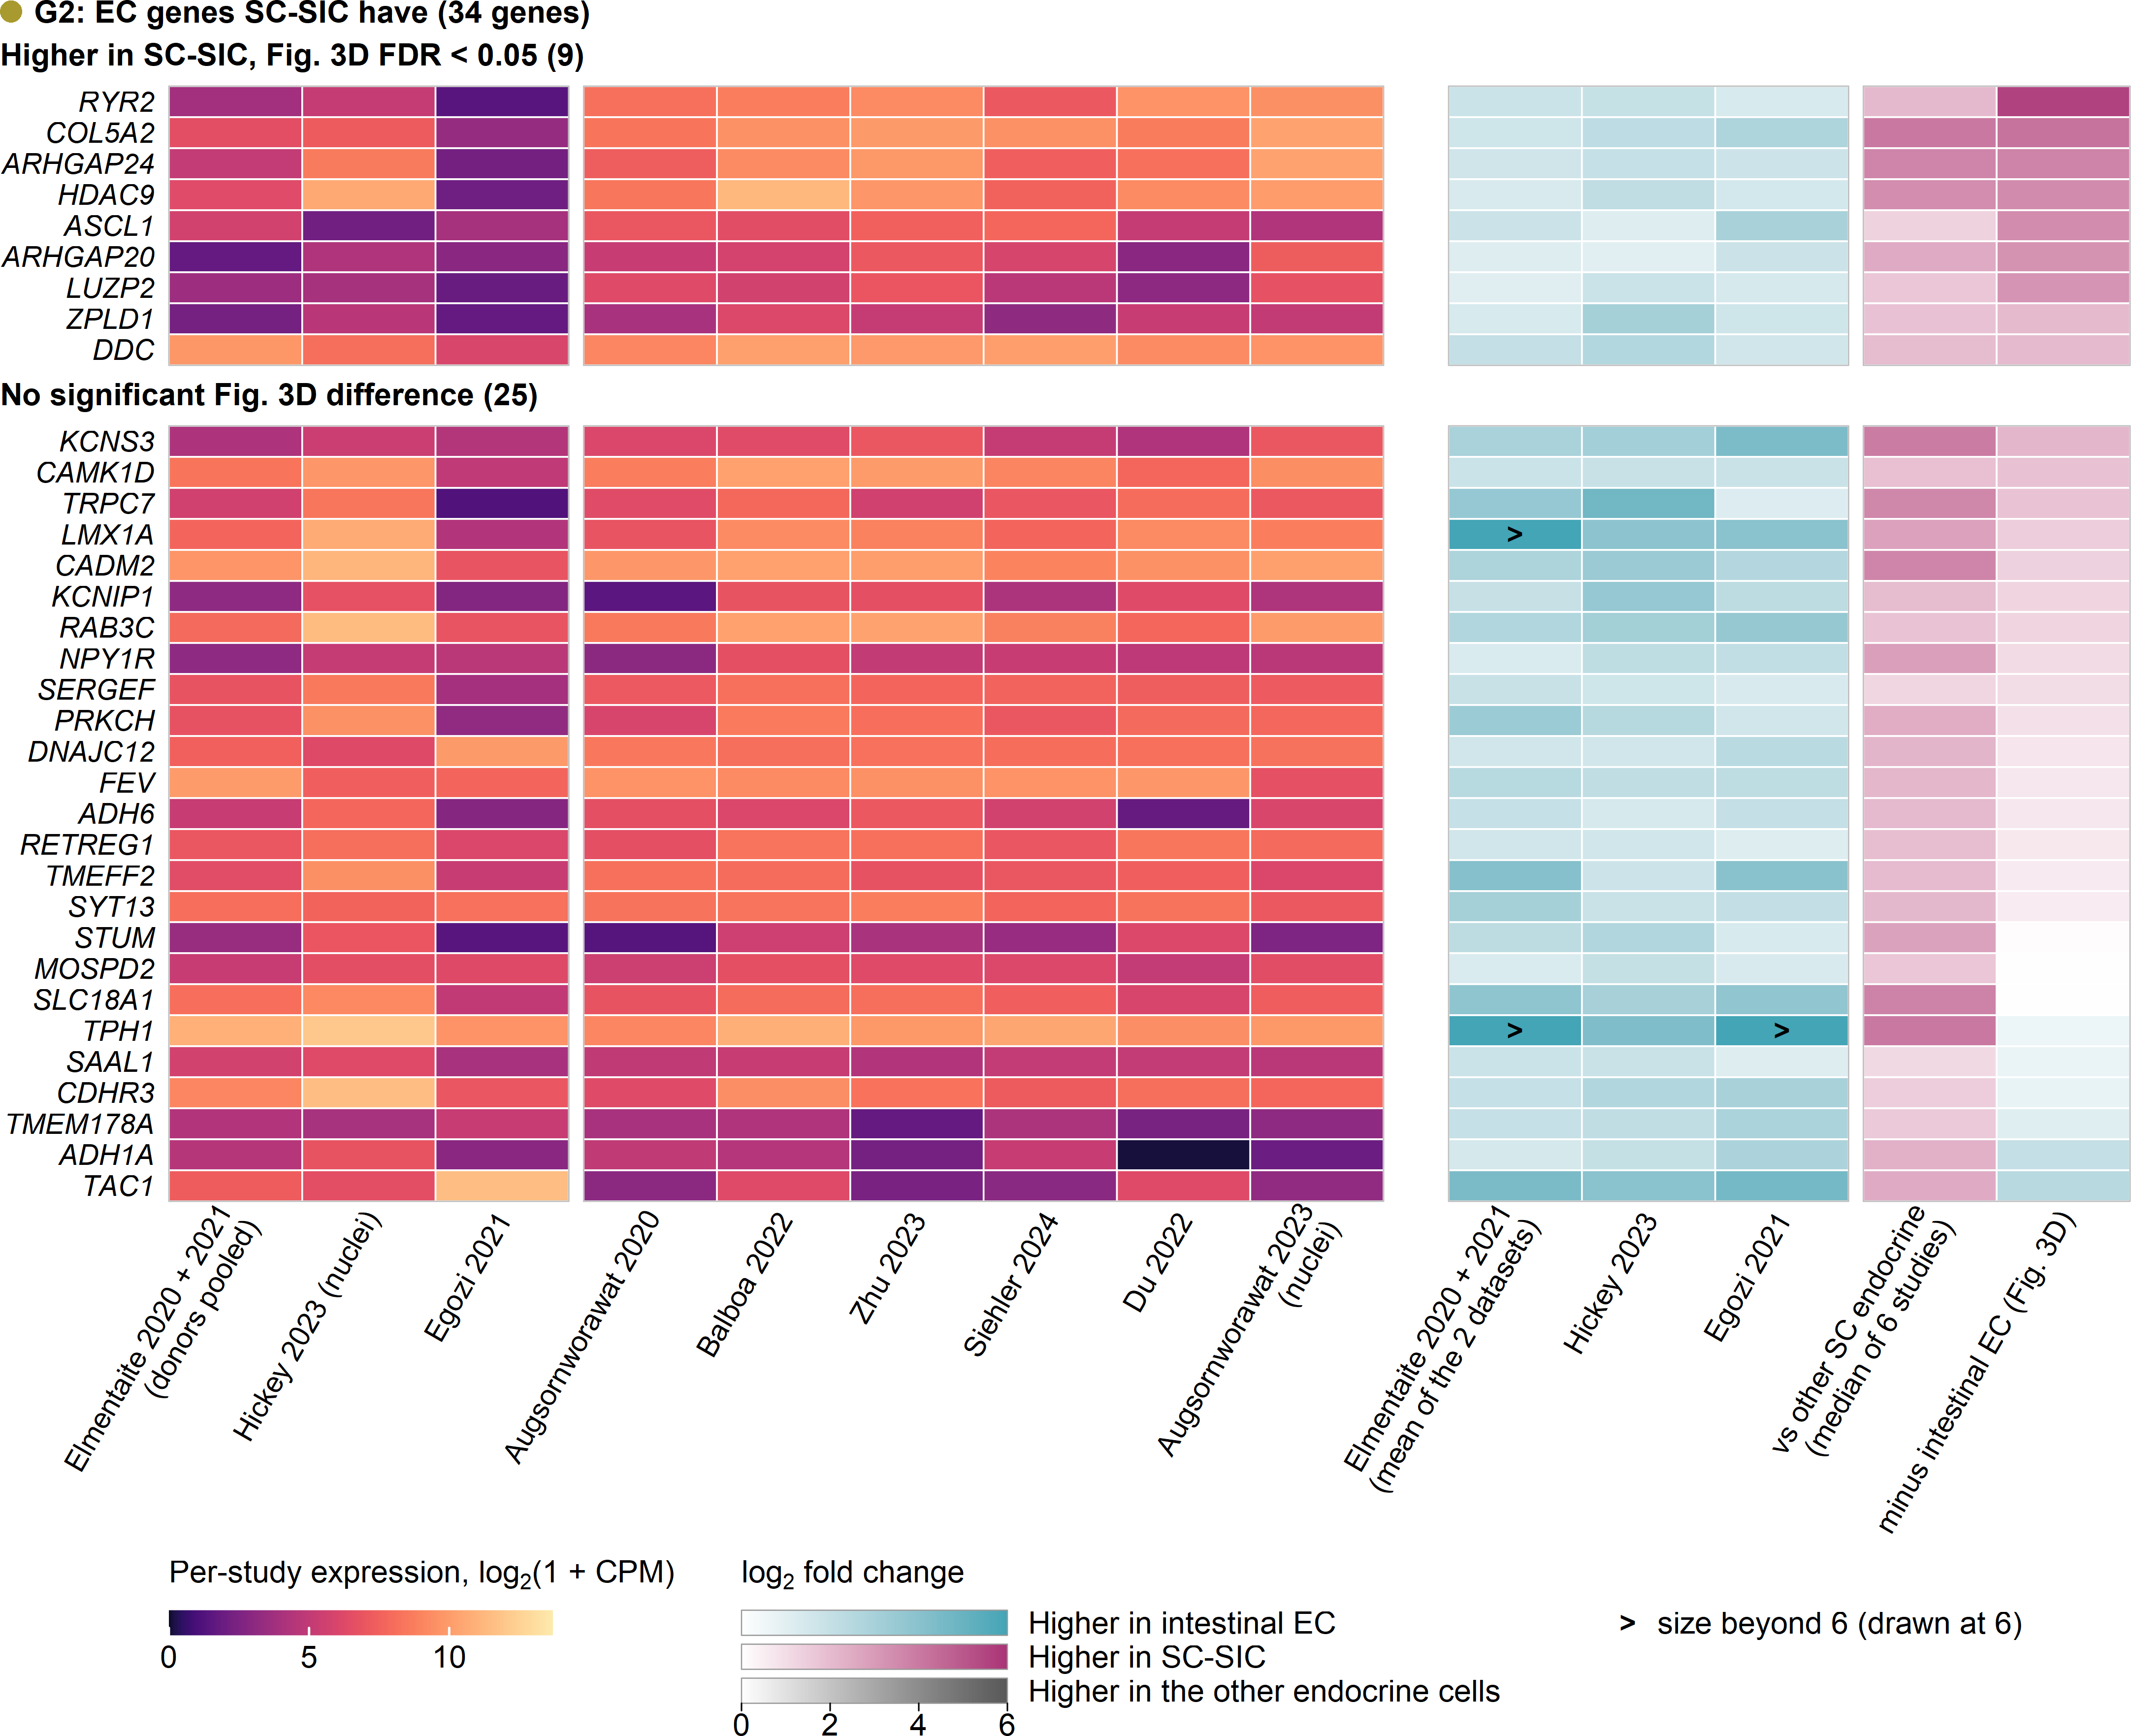 G2: EC genes SC-SIC have (34 genes)
Higher in SC-SIC, Fig. 3D FDR < 0.05 (9)
RYR2
COL5A2
ARHGAP24
HDAC9
ASCL1
ARHGAP20
LUZP2
ZPLD1
DDC
No significant Fig. 3D difference (25)
KCNS3
CAMK1D
TRPC7
LMX1A >
CADM2
KCNIP1
RAB3C
NPY1R
SERGEF
PRKCH
DNAJC12
FEV
ADH6
RETREG1
TMEFF2
SYT13
STUM
MOSPD2
SLC18A1
TPH1 > >
SAAL1
CDHR3
TMEM178A
ADH1A
TAC1
Elmentaite 2020 + 2021
(donors pooled)
Hickey 2023 (nuclei)
Egozi 2021
Augsornworawat 2020
Balboa 2022
Zhu 2023
Siehler 2024
Du 2022
Augsornworawat 2023
(nuclei)
Elmentaite 2020 + 2021
(mean of the 2 datasets)
Hickey 2023
Egozi 2021
vs other SC endocrine
(median of 6 studies)
minus intestinal EC (Fig. 3D)
Per-study expression, log2(1 + CPM)
0 5 10
log2 fold change
Higher in intestinal EC
Higher in SC-SIC
Higher in the other endocrine cells
0 2 4 6
> size beyond 6 (drawn at 6)